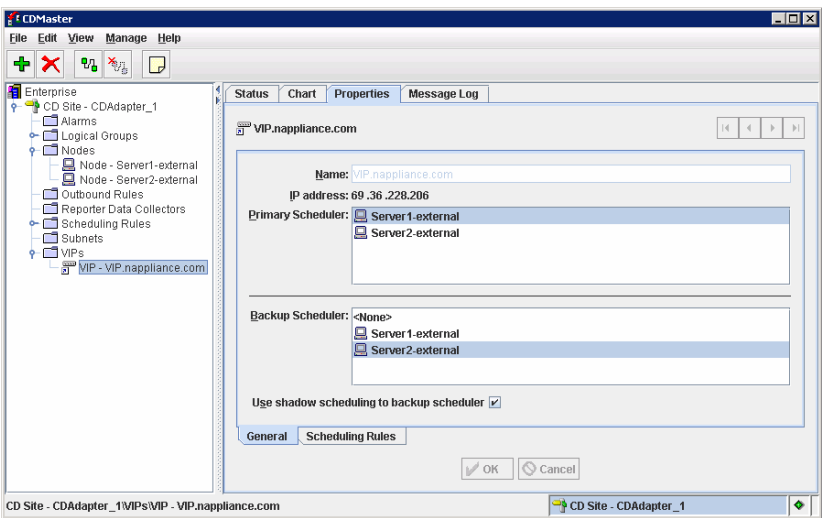 CDMaster
File Edit View Manage Help
Enterprise
CD Site - CDAdapter_1
Alarms
Logical Groups
Nodes
Node - Server1-external
Node - Server2-external
Outbound Rules
Reporter Data Collectors
Scheduling Rules
Subnets
VIPs
VIP - VIP.nappliance.com
Status Chart Properties Message Log
VIP.nappliance.com
Name: VIP.nappliance.com
IP address: 69 .36 .228.206
Primary Scheduler: Server1-external
Server2-external
Backup Scheduler: <None>
Server1-external
Server2-external
Use shadow scheduling to backup scheduler
General Scheduling Rules
OK Cancel
CD Site - CDAdapter_1\VIPs\VIP - VIP.nappliance.com CD Site - CDAdapter_1